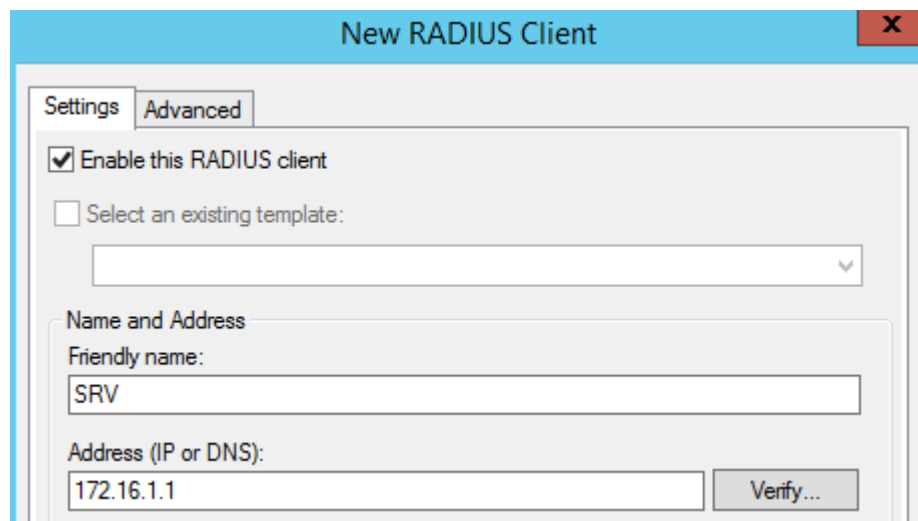 New RADIUS Client
x
Settings Advanced
Enable this RADIUS client
Select an existing template:
Name and Address
Friendly name:
SRV
Address (IP or DNS):
172.16.1.1 Verify...